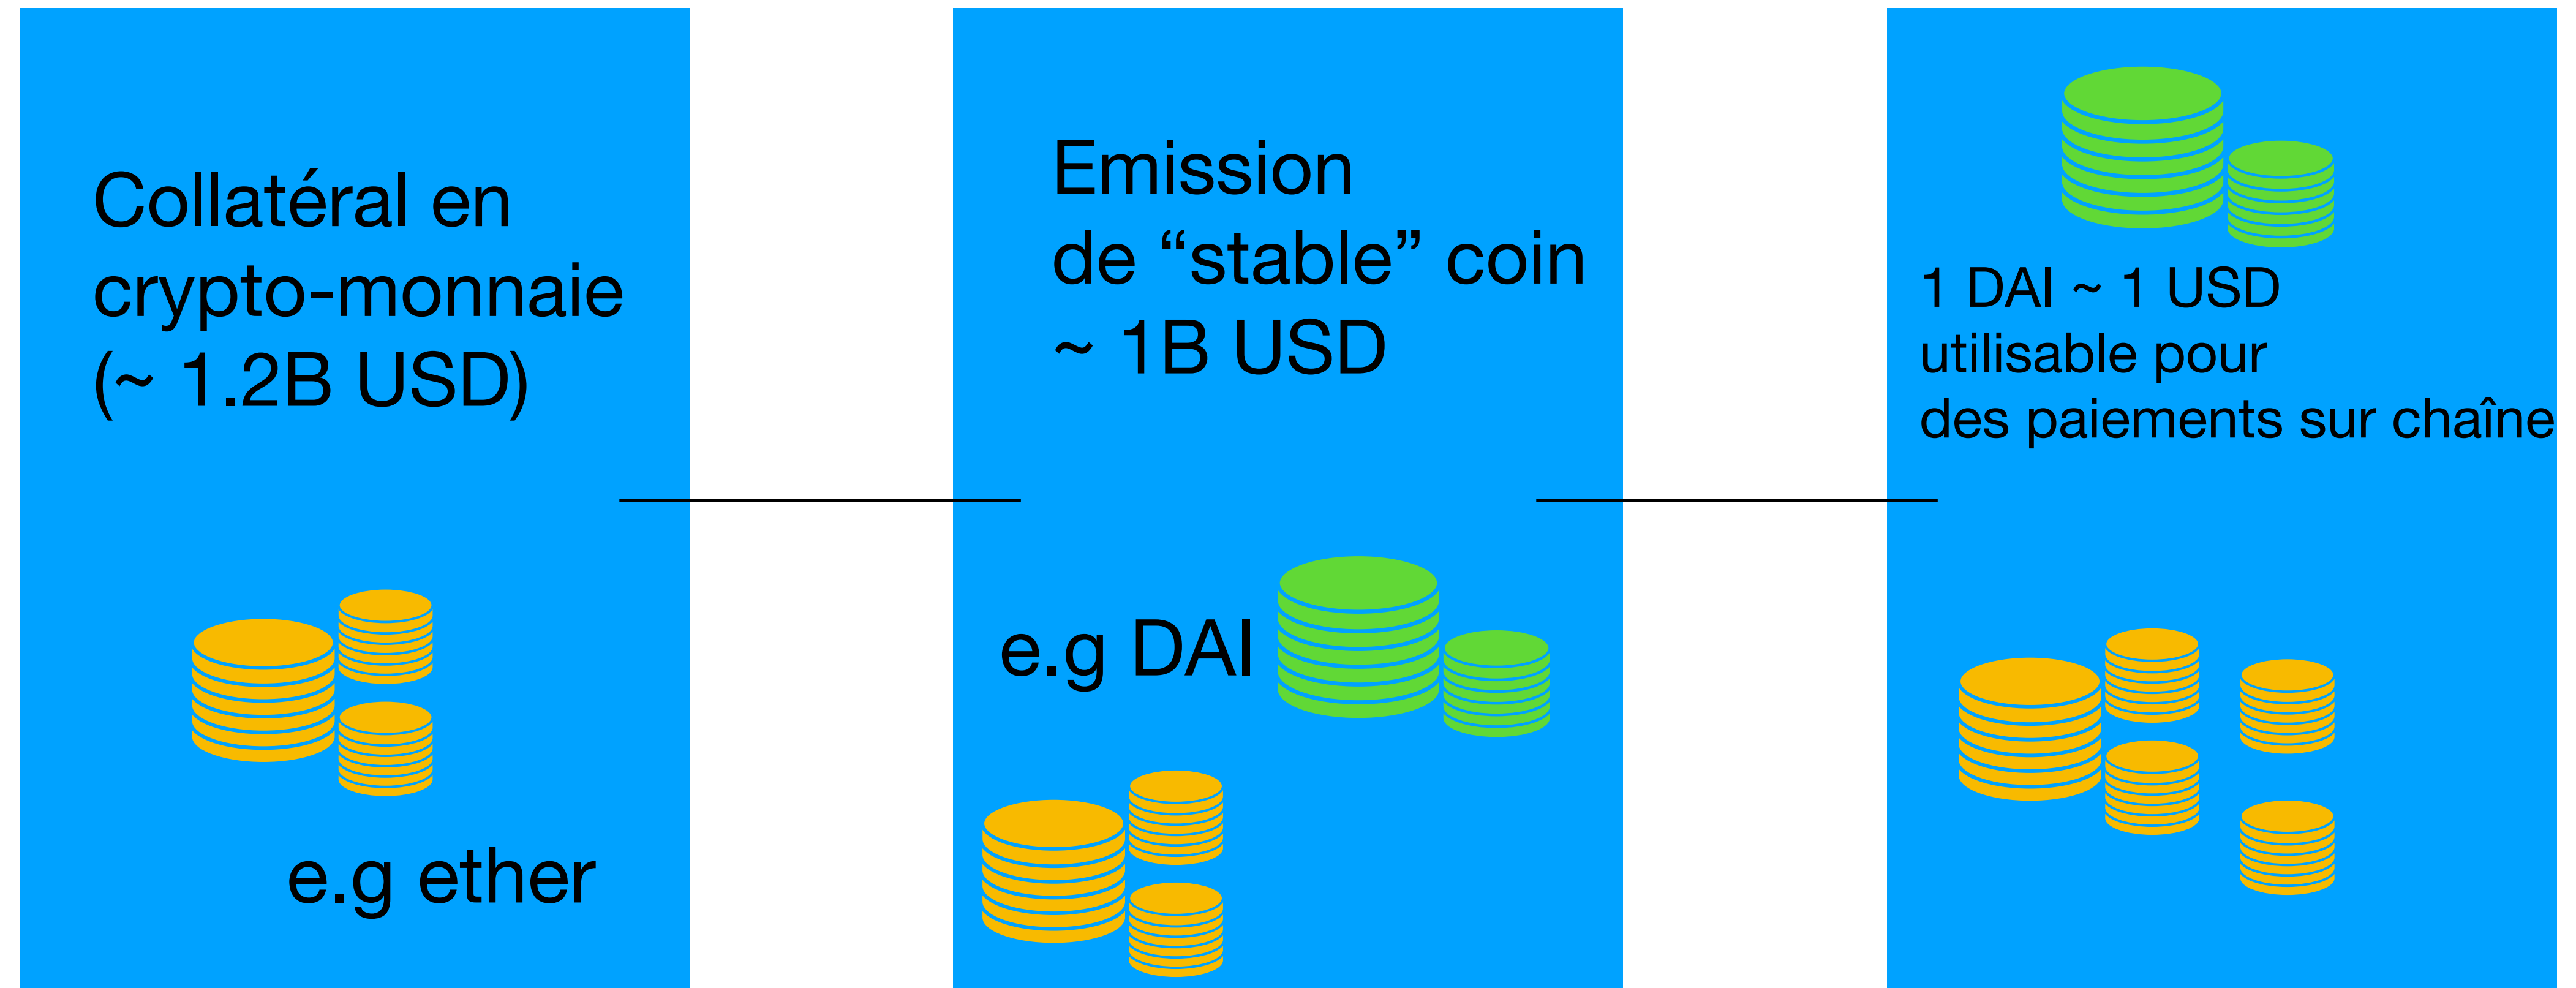 Collatéral en
crypto-monnaie
(~ 1.2B USD)
e.g ether
Emission
de “stable” coin
~ 1B USD
e.g DAI
1 DAI ~ 1 USD
utilisable pour
des paiements sur chaîne